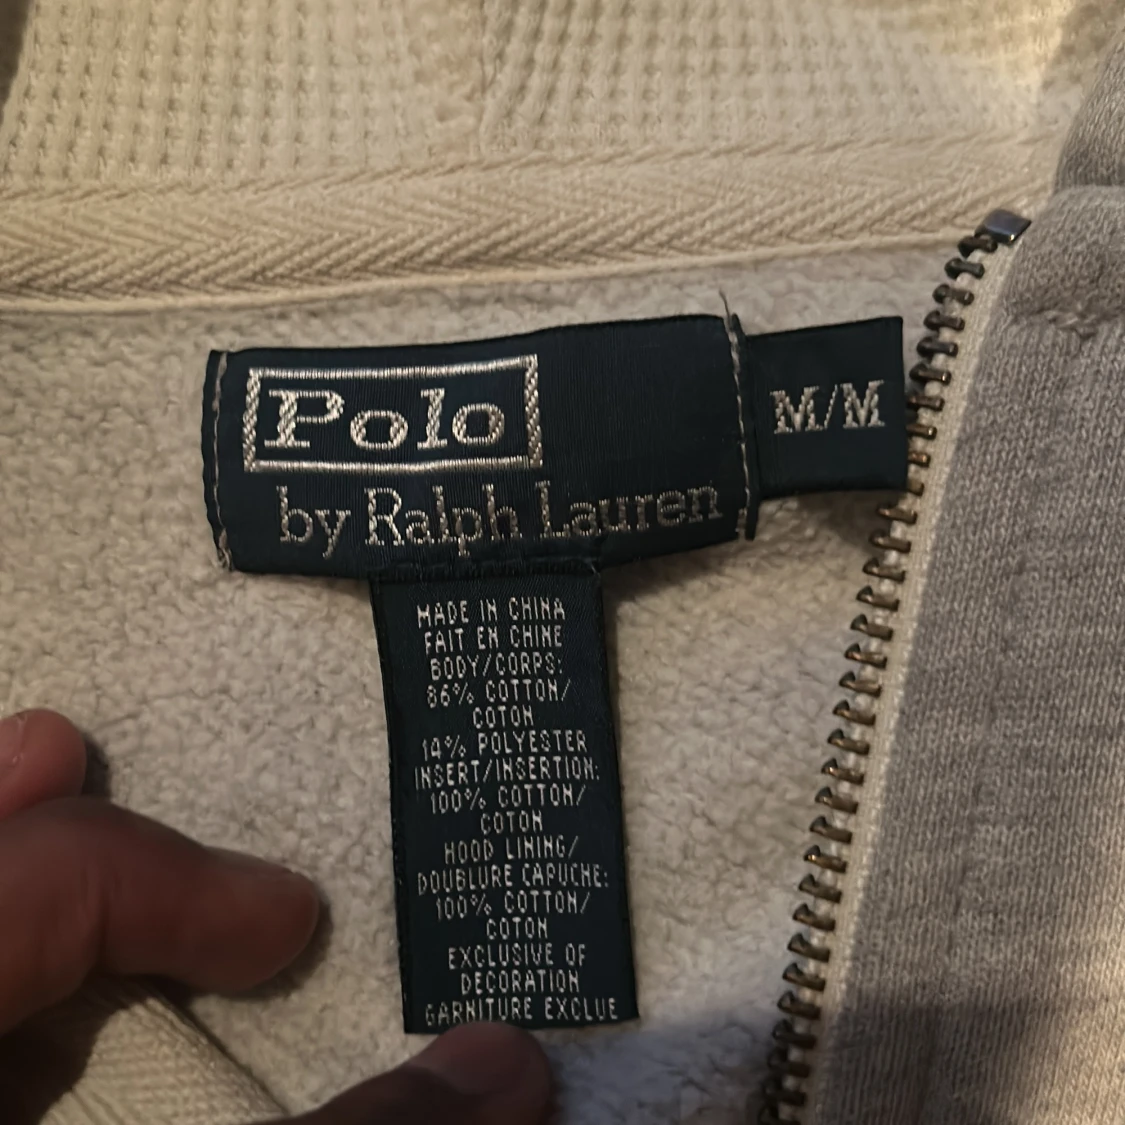 Polo
by Ralph Lauren
M/M
MADE IN CHINA
FAIT EN CHINE
BODY/CORPS:
86% COTTON/
COTON
14% POLYESTER
INSERT/INSERTION:
100% COTTON/
COTON
HOOD LINING/
DOUBLURE CAPUCHE:
100% COTTON/
COTON
EXCLUSIVE OF
DECORATION
GARNITURE EXCLUE